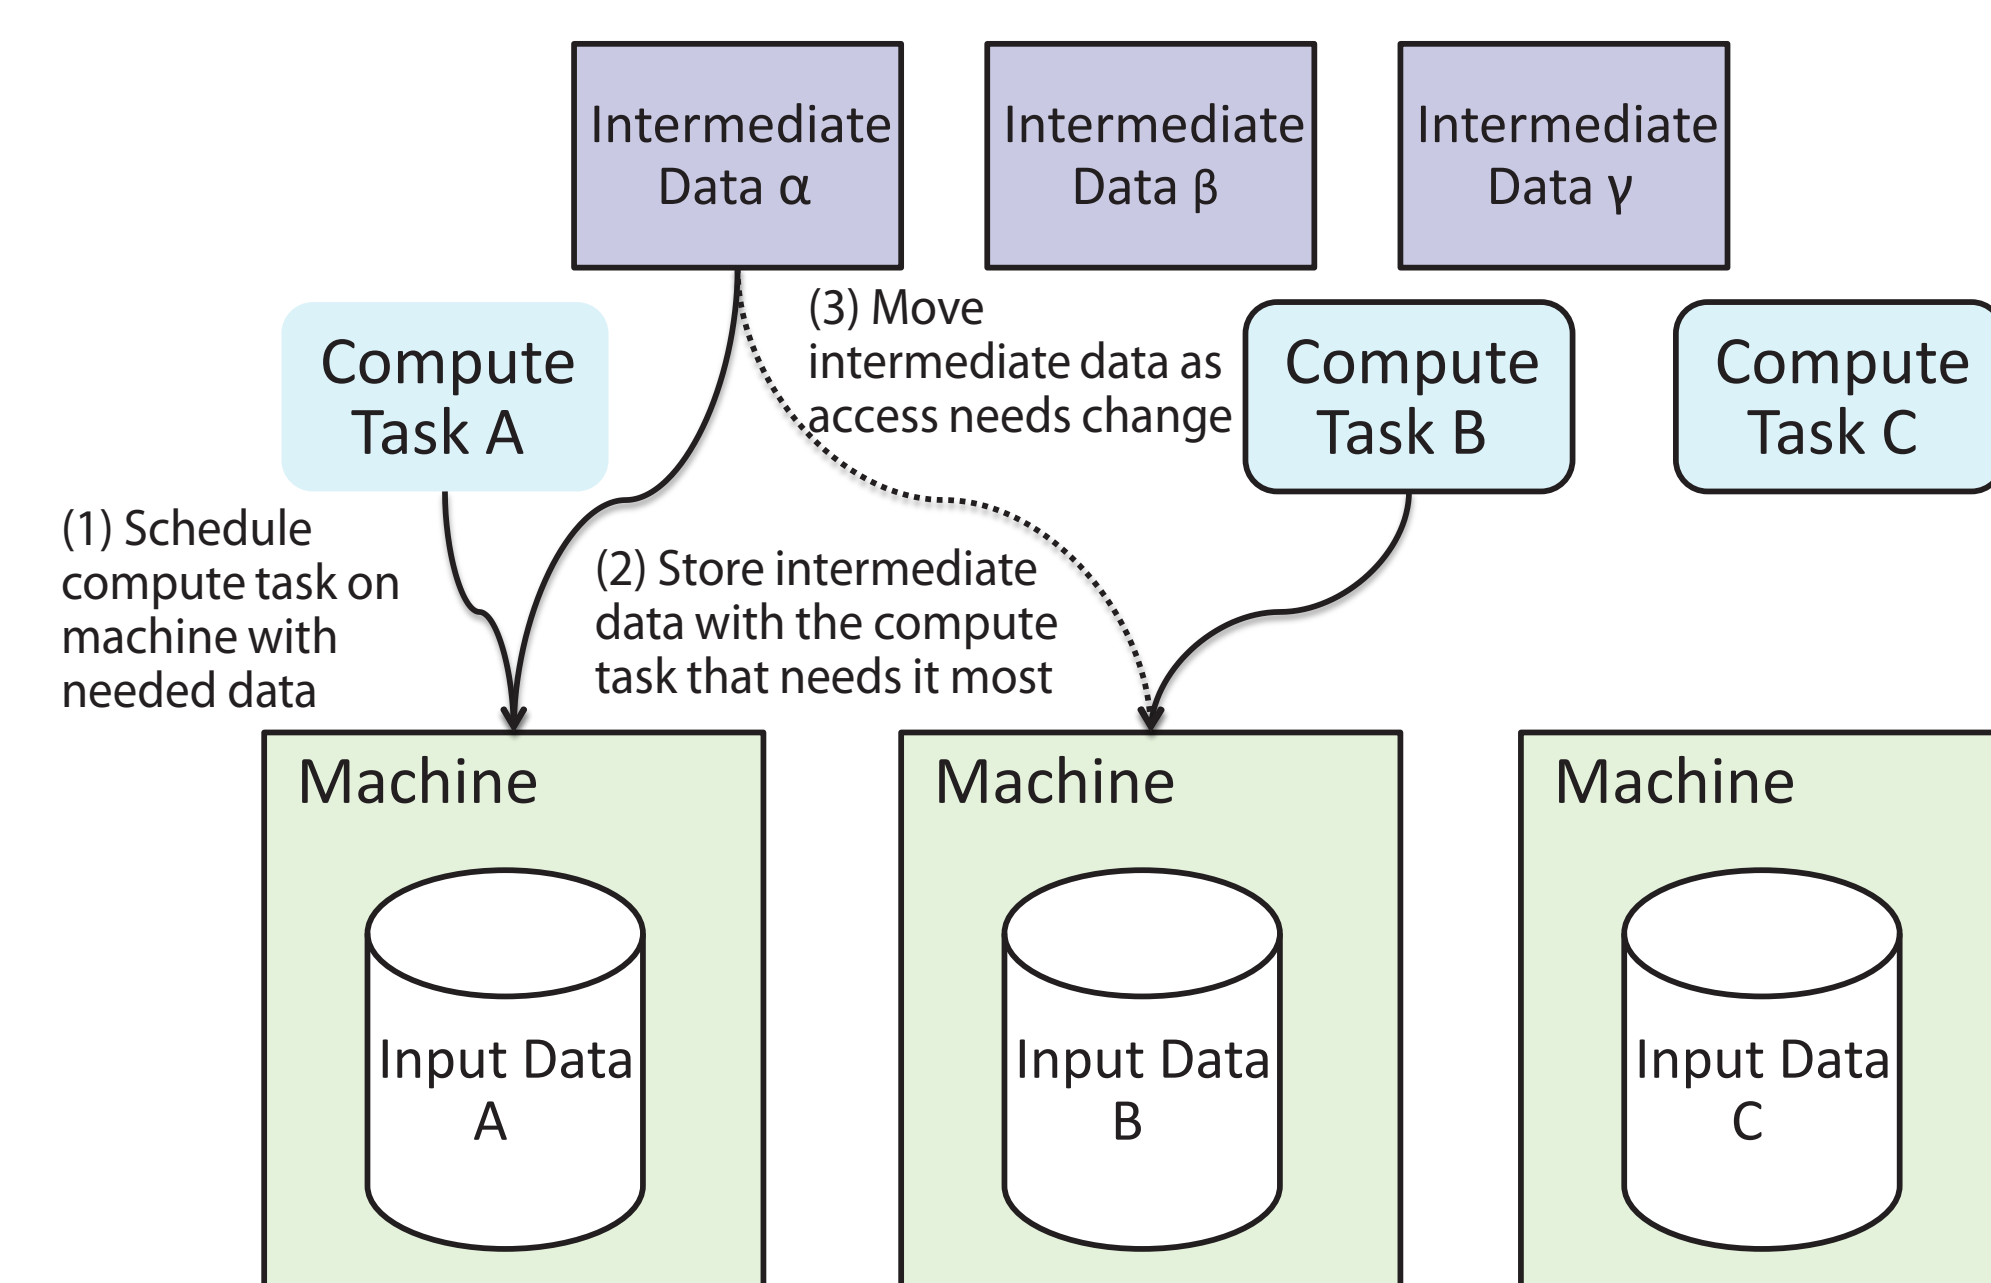 Intermediate
Data α
Intermediate
Data β
Intermediate
Data γ
Compute
Task A
(3) Move
intermediate data as
access needs change
Compute
Task B
Compute
Task C
(1) Schedule
compute task on
machine with
needed data
(2) Store intermediate
data with the compute
task that needs it most
Machine
Machine
Machine
Input Data
A
Input Data
B
Input Data
C